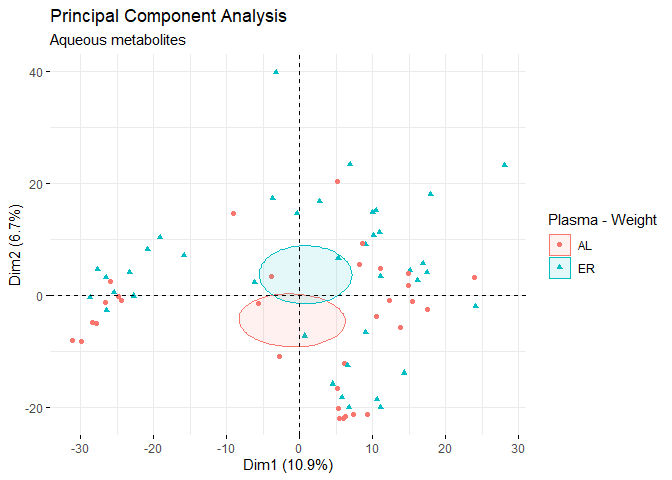 Principal Component Analysis
Aqueous metabolites
40
20
0
-20
Dim2 (6.7%)
-30
-20
-10
0
10
20
30
Dim1 (10.9%)
Plasma - Weight
AL
ER